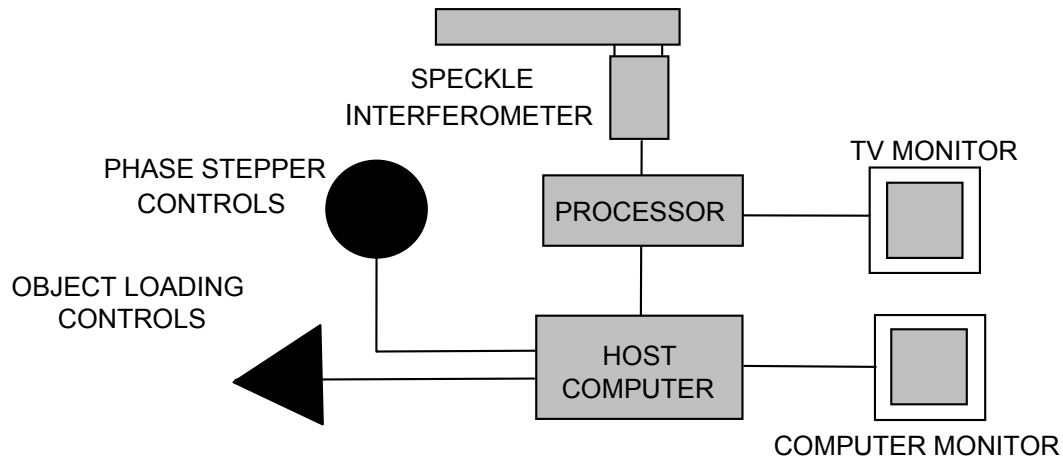 SPECKLE
INTERFEROMETER
PHASE STEPPER
CONTROLS
TV MONITOR
PROCESSOR
OBJECT LOADING
CONTROLS
HOST
COMPUTER
COMPUTER MONITOR